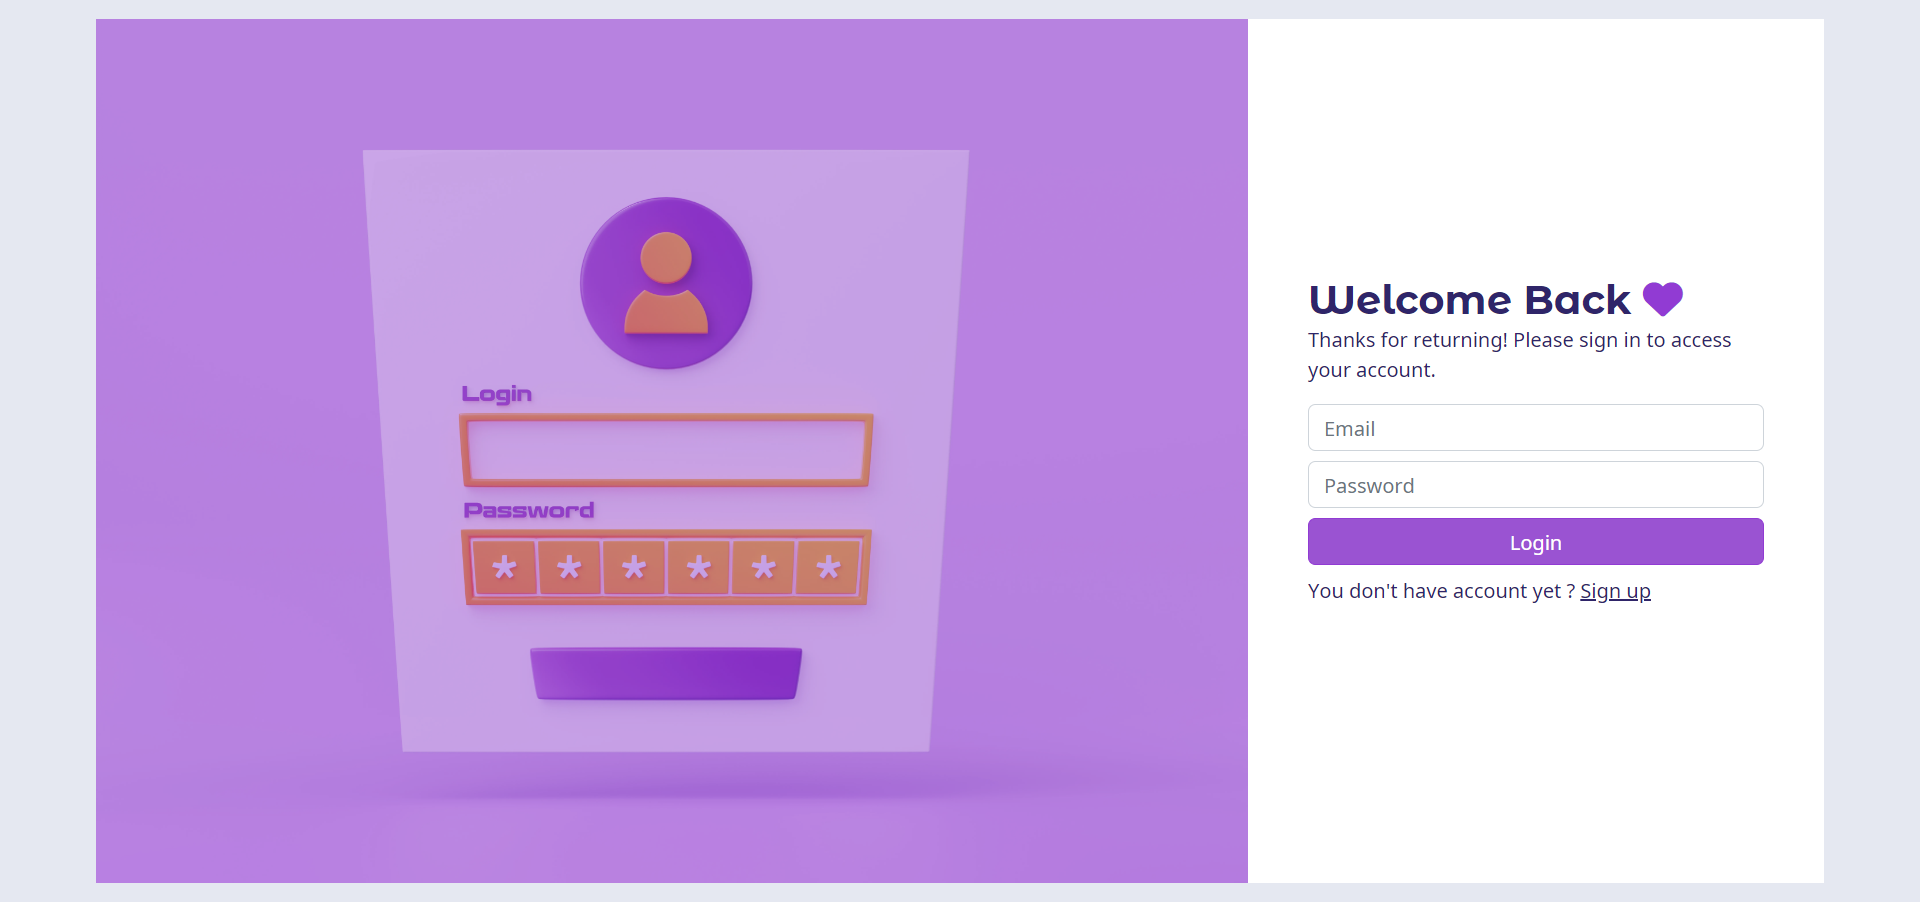 Login
Password
* * * * * *
Welcome Back
Thanks for returning! Please sign in to access
your account.
Email
Password
Login
You don't have account yet ? Sign up